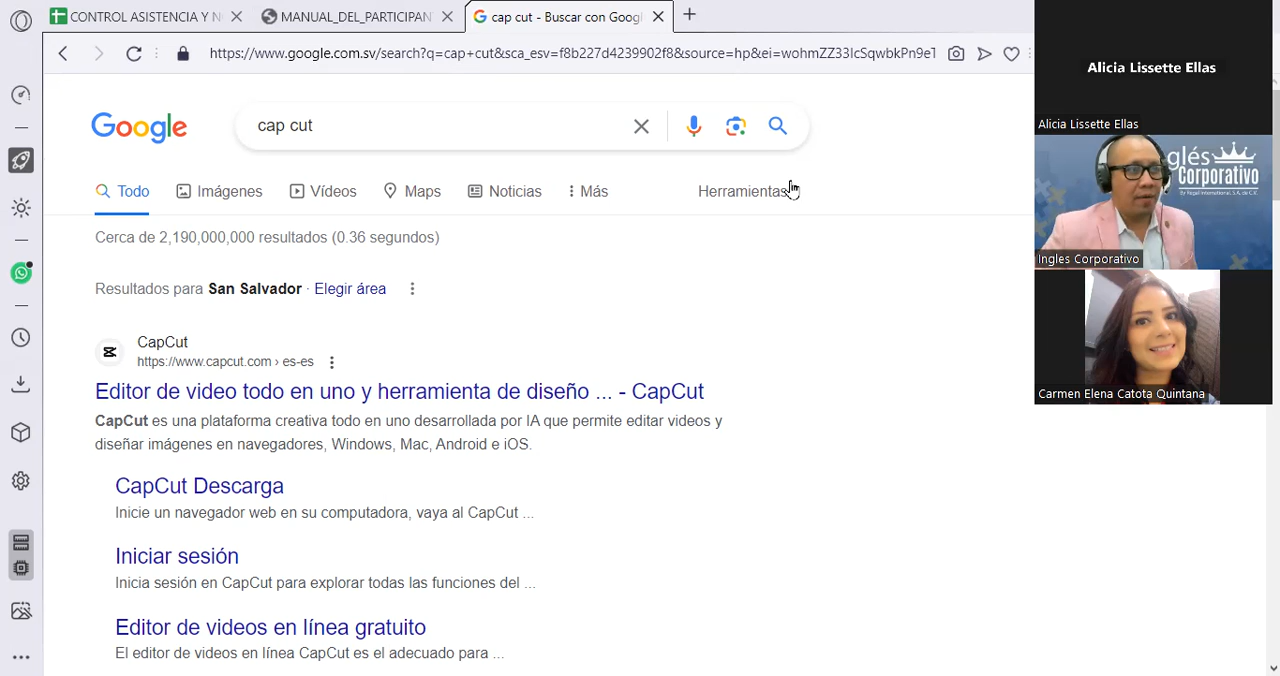 CONTROL ASISTENCIA Y N
MANUAL_DEL_PARTICIPAN
cap cut - Buscar con Googl
https://www.google.com.sv/search?q=cap+cut&sca_esv=f8b227d4239902f8&source=hp&ei=wohmZZ33IcSqwbkPn9e1
Google
cap cut
Todo
Imágenes
Vídeos
Maps
Noticias
Más
Herramientas
Cerca de 2,190,000,000 resultados (0.36 segundos)
Resultados para San Salvador · Elegir área
CapCut
https://www.capcut.com › es-es
Editor de video todo en uno y herramienta de diseño ... - CapCut
CapCut es una plataforma creativa todo en uno desarrollada por IA que permite editar videos y
diseñar imágenes en navegadores, Windows, Mac, Android e iOS.
CapCut Descarga
Inicie un navegador web en su computadora, vaya al CapCut ...
Iniciar sesión
Inicia sesión en CapCut para explorar todas las funciones del ...
Editor de videos en línea gratuito
El editor de videos en línea CapCut es el adecuado para ...
Alicia Lissette Ellas
Alicia Lissette Ellas
glés
Corporativo
By Regal International, S.A. de C.V.
Ingles Corporativo
Carmen Elena Catota Quintana